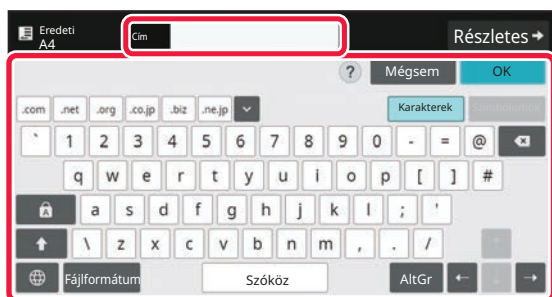 Eredeti
A4
Cím
Részletes
? Mégsem OK
.com .net .org .co.jp .biz .ne.jp Karakterek
` 1 2 3 4 5 6 7 8 9 0 - = @
q w e r t y u i o p [ ] #
A a s d f g h j k l ; '
\ z x c v b n m , . /
Fájlformátum Szóköz AltGr